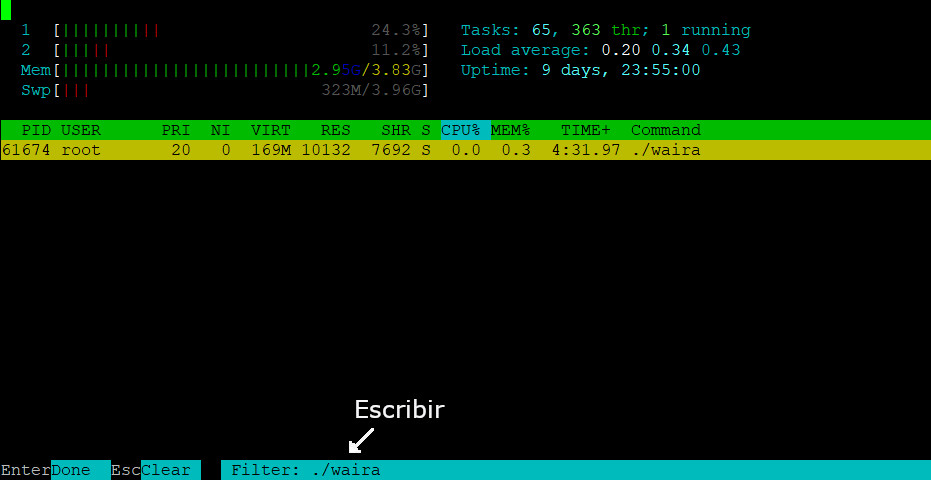 1 [||||||||||                     24.3%] Tasks: 65, 363 thr; 1 running
2 [|||||                          11.2%] Load average: 0.20 0.34 0.43
Mem[|||||||||||||||||||||||||2.95G/3.83G] Uptime: 9 days, 23:55:00
Swp[|||                      323M/3.96G]
PID USER PRI NI VIRT RES SHR S CPU% MEM% TIME+ Command
61674 root 20 0 169M 10132 7692 S 0.0 0.3 4:31.97 ./waira
Escribir
EnterDone EscClear Filter: ./waira